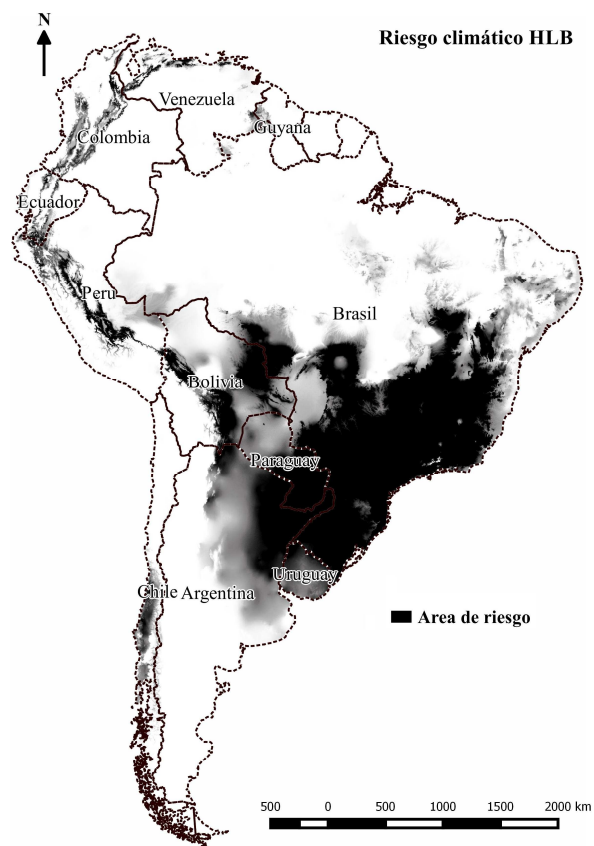 N
Riesgo climático HLB
Venezuela
Guyana
Colombia
Ecuador
Peru
Brasil
Bolivia
Paraguay
Uruguay
Chile
Argentina
Area de riesgo
500 0 500 1000 1500 2000 km